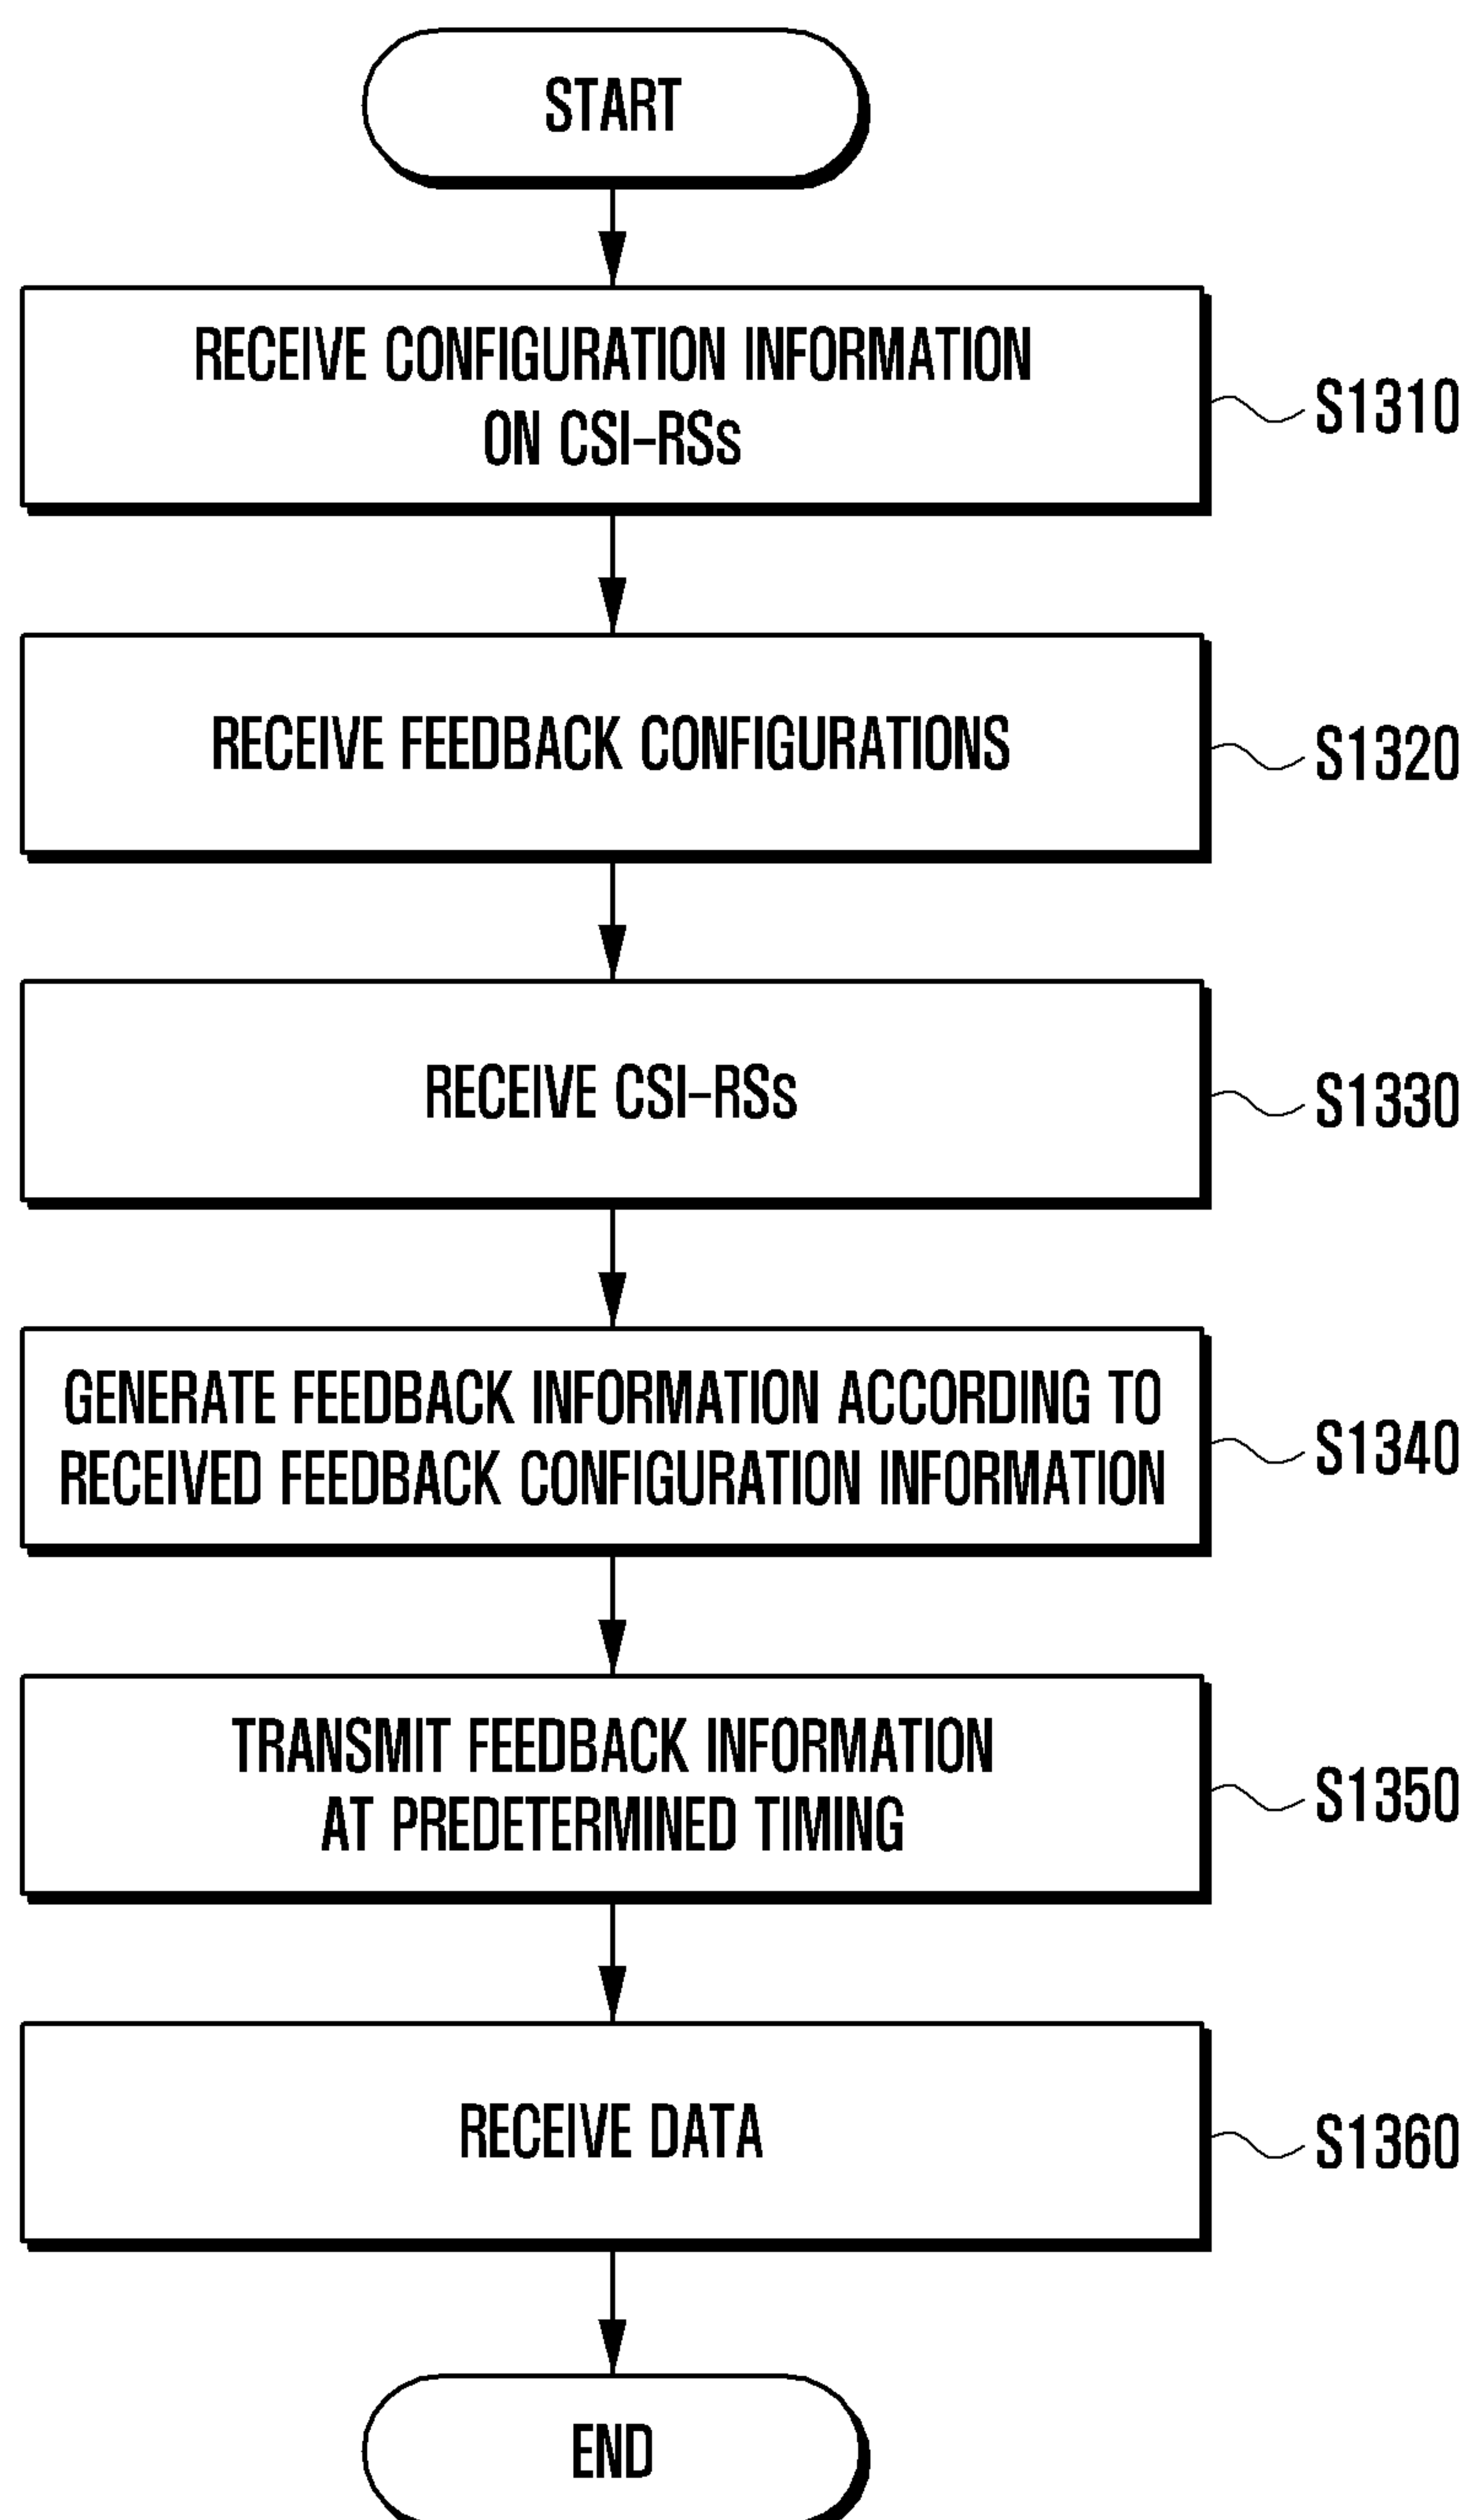 START
RECEIVE CONFIGURATION INFORMATION
ON CSI-RSs
S1310
RECEIVE FEEDBACK CONFIGURATIONS
S1320
RECEIVE CSI-RSs
S1330
GENERATE FEEDBACK INFORMATION ACCORDING TO
RECEIVED FEEDBACK CONFIGURATION INFORMATION
S1340
TRANSMIT FEEDBACK INFORMATION
AT PREDETERMINED TIMING
S1350
RECEIVE DATA
S1360
END